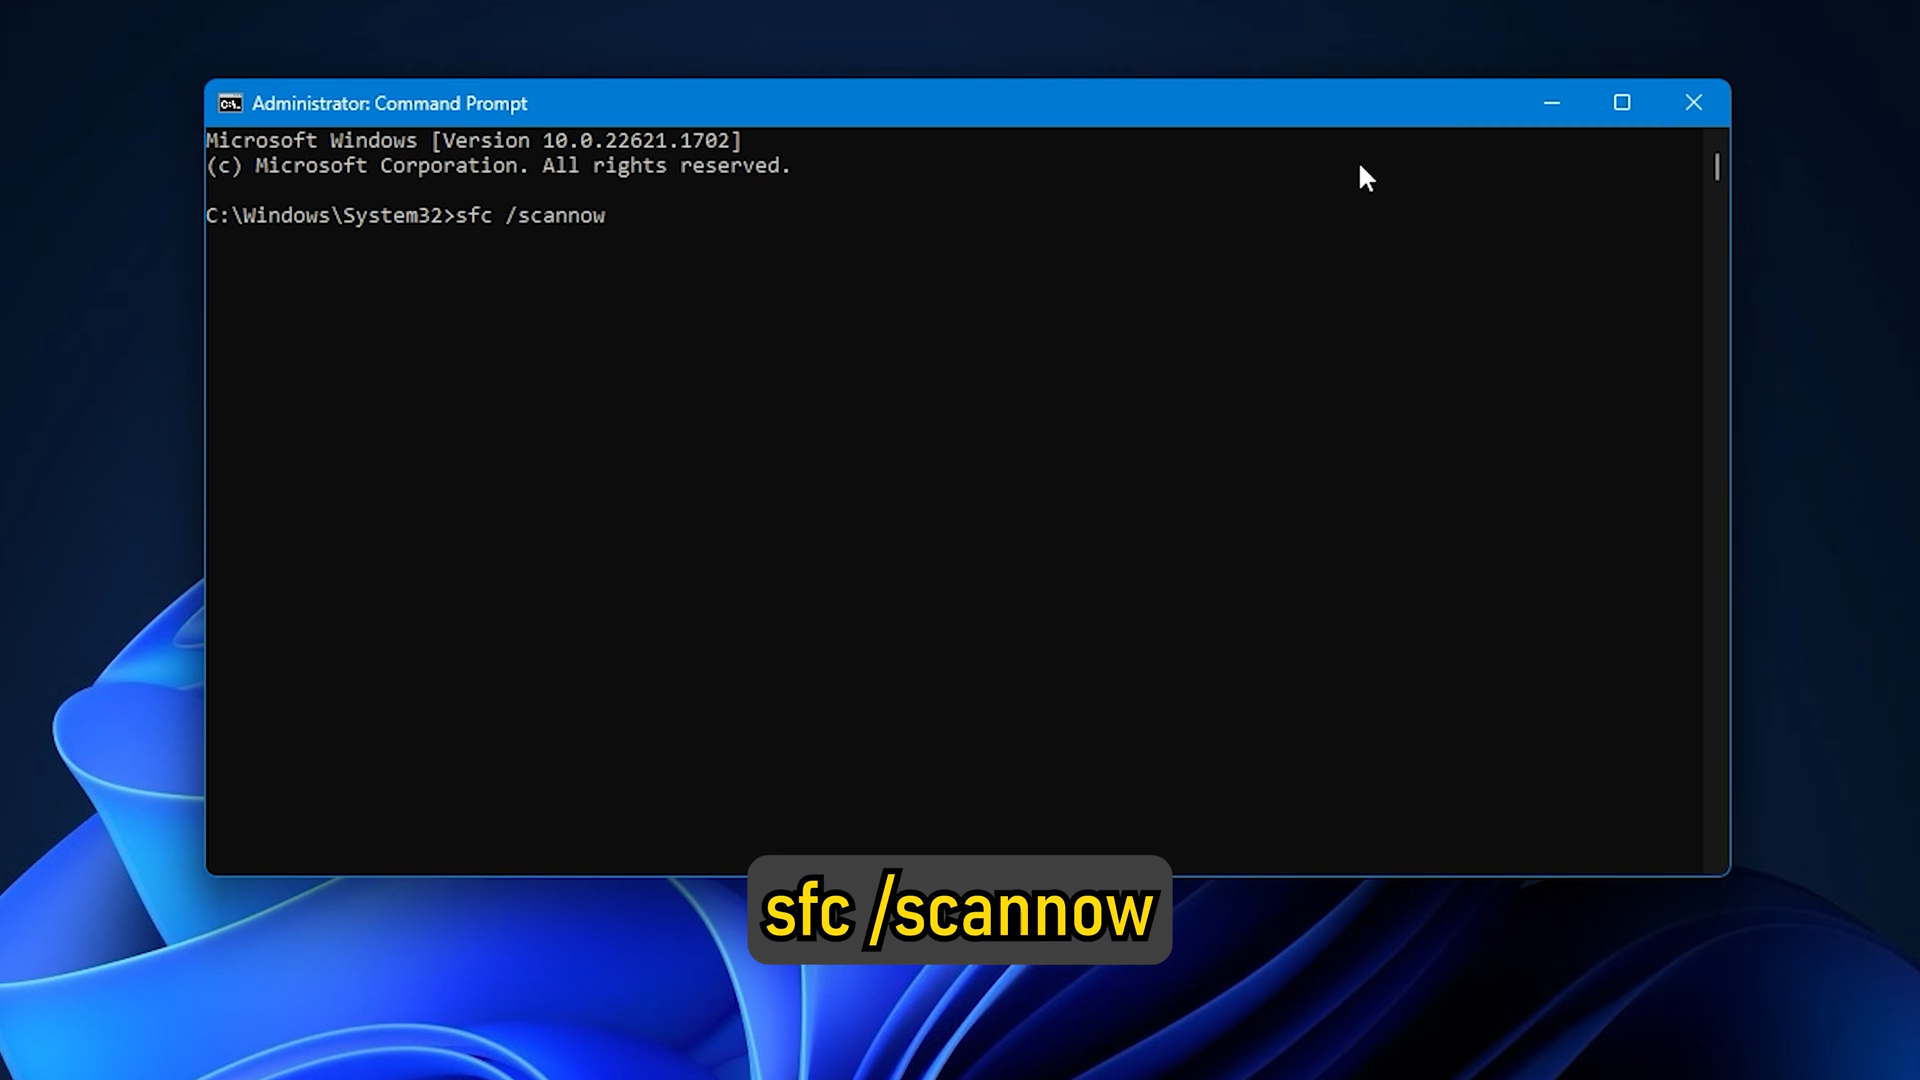 Administrator: Command Prompt
Microsoft Windows [Version 10.0.22621.1702]
(c) Microsoft Corporation. All rights reserved.
C:\Windows\System32>sfc /scannow
sfc /scannow